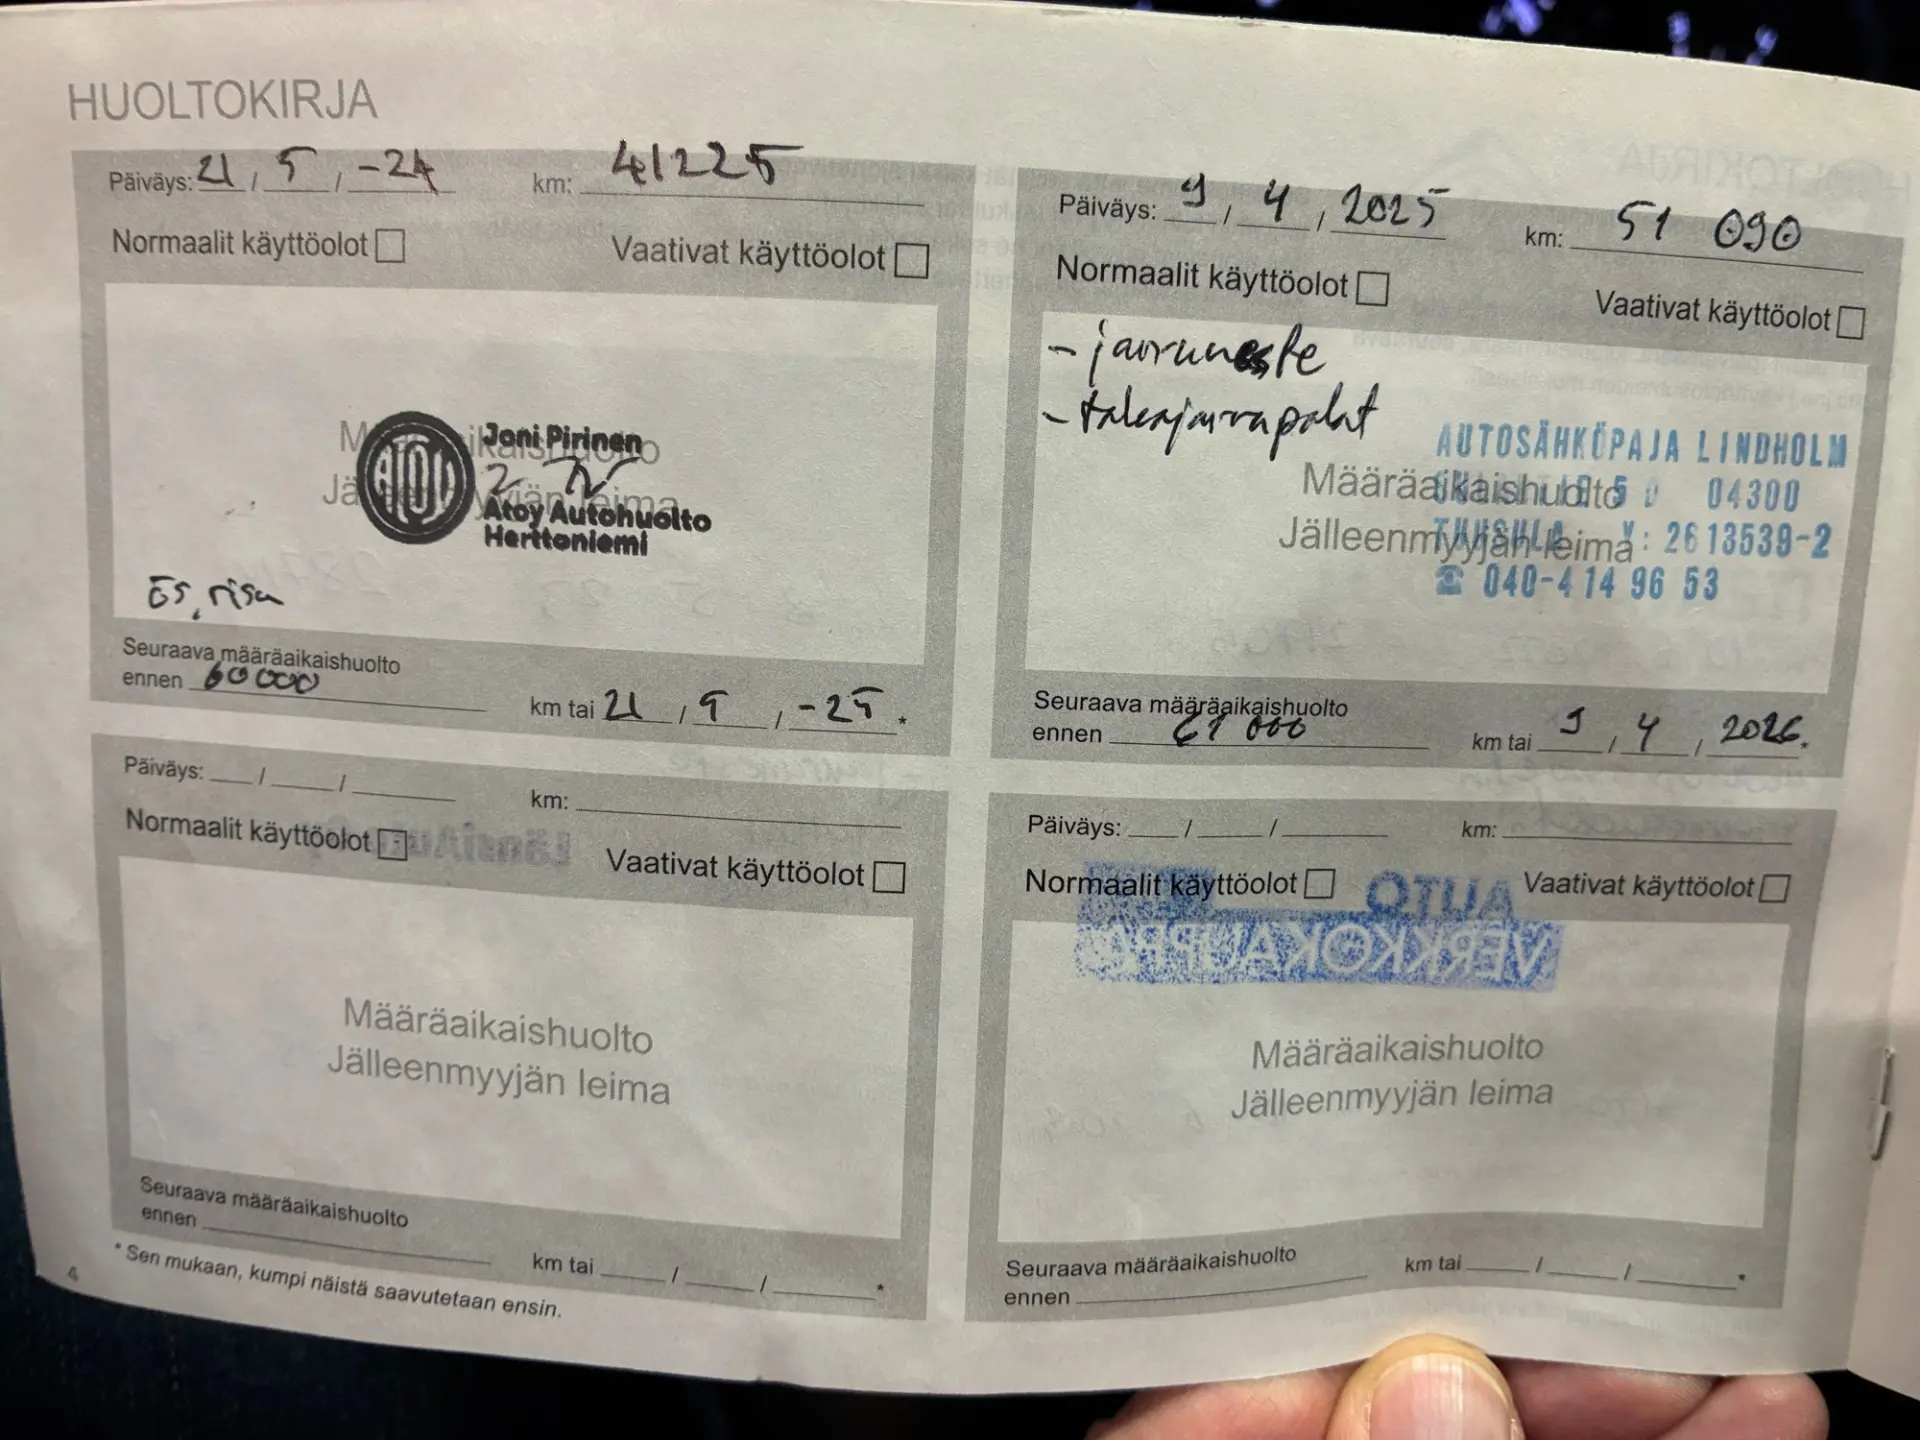 HUOLTOKIRJA
Päiväys: 21 / 5 / -24 km: 41225
Normaalit käyttöolot Vaativat käyttöolot
Määräaikaishuolto
Jälleenmyyjän leima
Joni Pirinen
Atoy Autohuolto
Herttoniemi
Seuraava määräaikaishuolto
ennen 60000 km tai 21 / 5 / -25 *
Päiväys: 9 / 4 / 2025 km: 51 090
Normaalit käyttöolot Vaativat käyttöolot
- jarruneste
- takajarrupalat
Määräaikaishuolto
Jälleenmyyjän leima
AUTOSÄHKÖPAJA LINDHOLM
5 D 04300
TUUSULA Y: 2613539-2
☎ 040-414 96 53
Seuraava määräaikaishuolto
ennen 61 000 km tai 9 / 4 / 2026. *
Päiväys: / / km:
Normaalit käyttöolot Vaativat käyttöolot
Määräaikaishuolto
Jälleenmyyjän leima
Seuraava määräaikaishuolto
ennen km tai / / *
* Sen mukaan, kumpi näistä saavutetaan ensin.
4
Päiväys: / / km:
Normaalit käyttöolot Vaativat käyttöolot
AUTO
VERKKOKAUPPA
Määräaikaishuolto
Jälleenmyyjän leima
Seuraava määräaikaishuolto
ennen km tai / / *